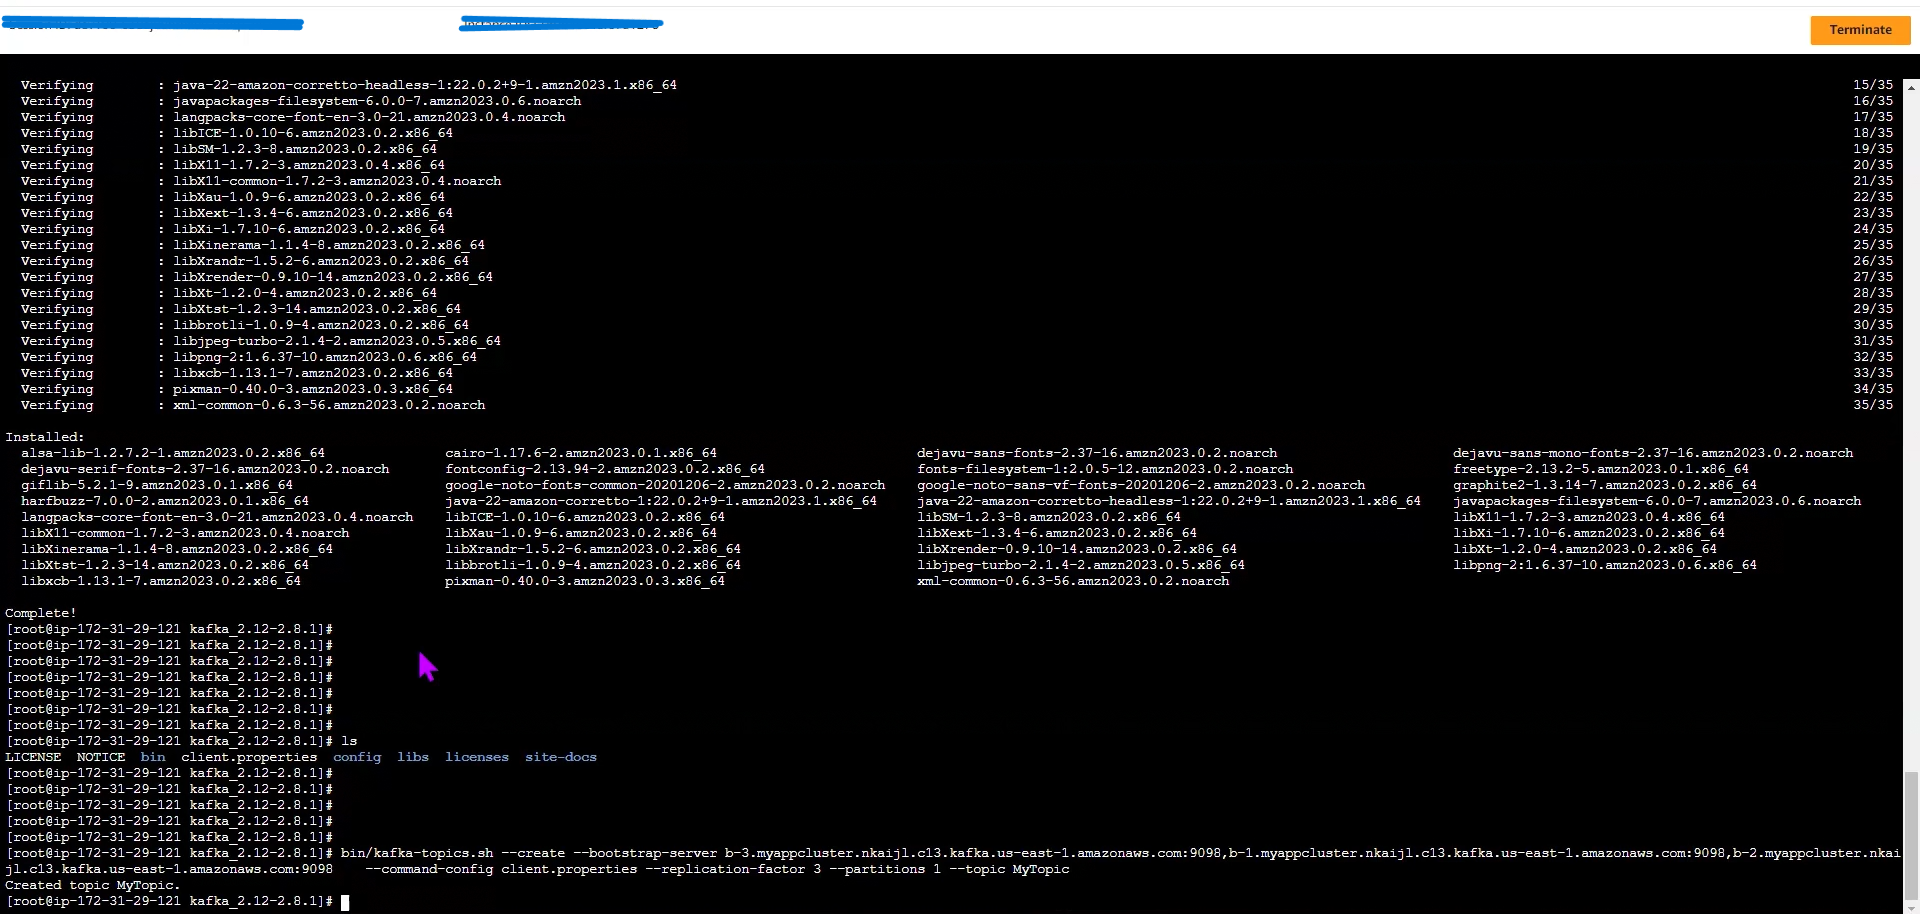 Terminate
Verifying : java-22-amazon-corretto-headless-1:22.0.2+9-1.amzn2023.1.x86_64 15/35
Verifying : javapackages-filesystem-6.0.0-7.amzn2023.0.6.noarch 16/35
Verifying : langpacks-core-font-en-3.0-21.amzn2023.0.4.noarch 17/35
Verifying : libICE-1.0.10-6.amzn2023.0.2.x86_64 18/35
Verifying : libSM-1.2.3-8.amzn2023.0.2.x86_64 19/35
Verifying : libX11-1.7.2-3.amzn2023.0.4.x86_64 20/35
Verifying : libX11-common-1.7.2-3.amzn2023.0.4.noarch 21/35
Verifying : libXau-1.0.9-6.amzn2023.0.2.x86_64 22/35
Verifying : libXext-1.3.4-6.amzn2023.0.2.x86_64 23/35
Verifying : libXi-1.7.10-6.amzn2023.0.2.x86_64 24/35
Verifying : libXinerama-1.1.4-8.amzn2023.0.2.x86_64 25/35
Verifying : libXrandr-1.5.2-6.amzn2023.0.2.x86_64 26/35
Verifying : libXrender-0.9.10-14.amzn2023.0.2.x86_64 27/35
Verifying : libXt-1.2.0-4.amzn2023.0.2.x86_64 28/35
Verifying : libXtst-1.2.3-14.amzn2023.0.2.x86_64 29/35
Verifying : libbrotli-1.0.9-4.amzn2023.0.2.x86_64 30/35
Verifying : libjpeg-turbo-2.1.4-2.amzn2023.0.5.x86_64 31/35
Verifying : libpng-2:1.6.37-10.amzn2023.0.6.x86_64 32/35
Verifying : libxcb-1.13.1-7.amzn2023.0.2.x86_64 33/35
Verifying : pixman-0.40.0-3.amzn2023.0.3.x86_64 34/35
Verifying : xml-common-0.6.3-56.amzn2023.0.2.noarch 35/35
Installed:
alsa-lib-1.2.7.2-1.amzn2023.0.2.x86_64 cairo-1.17.6-2.amzn2023.0.1.x86_64 dejavu-sans-fonts-2.37-16.amzn2023.0.2.noarch dejavu-sans-mono-fonts-2.37-16.amzn2023.0.2.noarch
dejavu-serif-fonts-2.37-16.amzn2023.0.2.noarch fontconfig-2.13.94-2.amzn2023.0.2.x86_64 fonts-filesystem-1:2.0.5-12.amzn2023.0.2.noarch freetype-2.13.2-5.amzn2023.0.1.x86_64
giflib-5.2.1-9.amzn2023.0.1.x86_64 google-noto-fonts-common-20201206-2.amzn2023.0.2.noarch google-noto-sans-vf-fonts-20201206-2.amzn2023.0.2.noarch graphite2-1.3.14-7.amzn2023.0.2.x86_64
harfbuzz-7.0.0-2.amzn2023.0.1.x86_64 java-22-amazon-corretto-1:22.0.2+9-1.amzn2023.1.x86_64 java-22-amazon-corretto-headless-1:22.0.2+9-1.amzn2023.1.x86_64 javapackages-filesystem-6.0.0-7.amzn2023.0.6.noarch
langpacks-core-font-en-3.0-21.amzn2023.0.4.noarch libICE-1.0.10-6.amzn2023.0.2.x86_64 libSM-1.2.3-8.amzn2023.0.2.x86_64 libX11-1.7.2-3.amzn2023.0.4.x86_64
libX11-common-1.7.2-3.amzn2023.0.4.noarch libXau-1.0.9-6.amzn2023.0.2.x86_64 libXext-1.3.4-6.amzn2023.0.2.x86_64 libXi-1.7.10-6.amzn2023.0.2.x86_64
libXinerama-1.1.4-8.amzn2023.0.2.x86_64 libXrandr-1.5.2-6.amzn2023.0.2.x86_64 libXrender-0.9.10-14.amzn2023.0.2.x86_64 libXt-1.2.0-4.amzn2023.0.2.x86_64
libXtst-1.2.3-14.amzn2023.0.2.x86_64 libbrotli-1.0.9-4.amzn2023.0.2.x86_64 libjpeg-turbo-2.1.4-2.amzn2023.0.5.x86_64 libpng-2:1.6.37-10.amzn2023.0.6.x86_64
libxcb-1.13.1-7.amzn2023.0.2.x86_64 pixman-0.40.0-3.amzn2023.0.3.x86_64 xml-common-0.6.3-56.amzn2023.0.2.noarch
Complete!
[root@ip-172-31-29-121 kafka_2.12-2.8.1]#
[root@ip-172-31-29-121 kafka_2.12-2.8.1]#
[root@ip-172-31-29-121 kafka_2.12-2.8.1]#
[root@ip-172-31-29-121 kafka_2.12-2.8.1]#
[root@ip-172-31-29-121 kafka_2.12-2.8.1]#
[root@ip-172-31-29-121 kafka_2.12-2.8.1]#
[root@ip-172-31-29-121 kafka_2.12-2.8.1]#
[root@ip-172-31-29-121 kafka_2.12-2.8.1]# ls
LICENSE NOTICE bin client.properties config libs licenses site-docs
[root@ip-172-31-29-121 kafka_2.12-2.8.1]#
[root@ip-172-31-29-121 kafka_2.12-2.8.1]#
[root@ip-172-31-29-121 kafka_2.12-2.8.1]#
[root@ip-172-31-29-121 kafka_2.12-2.8.1]#
[root@ip-172-31-29-121 kafka_2.12-2.8.1]#
[root@ip-172-31-29-121 kafka_2.12-2.8.1]# bin/kafka-topics.sh --create --bootstrap-server b-3.myappcluster.nkaijl.c13.kafka.us-east-1.amazonaws.com:9098,b-1.myappcluster.nkaijl.c13.kafka.us-east-1.amazonaws.com:9098,b-2.myappcluster.nkai
jl.c13.kafka.us-east-1.amazonaws.com:9098 --command-config client.properties --replication-factor 3 --partitions 1 --topic MyTopic
Created topic MyTopic.
[root@ip-172-31-29-121 kafka_2.12-2.8.1]#